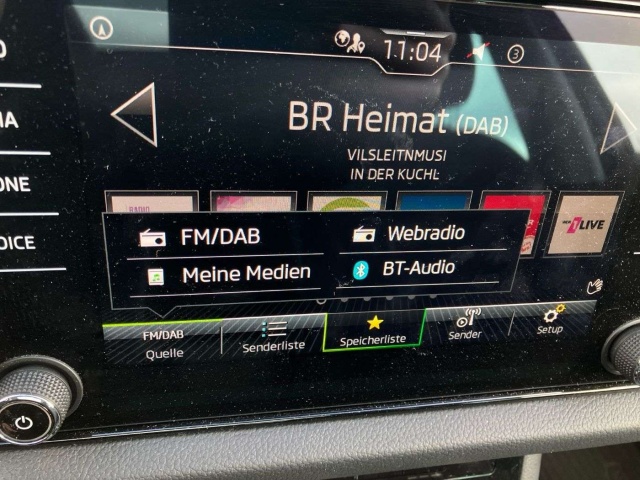 11:04
3
BR Heimat (DAB)
VILSLEITNMUSI
IN DER KUCHL
RADIO
1LIVE
FM/DAB
Webradio
Meine Medien
BT-Audio
FM/DAB
Quelle
Senderliste
Speicherliste
Sender
Setup
ONE
OICE